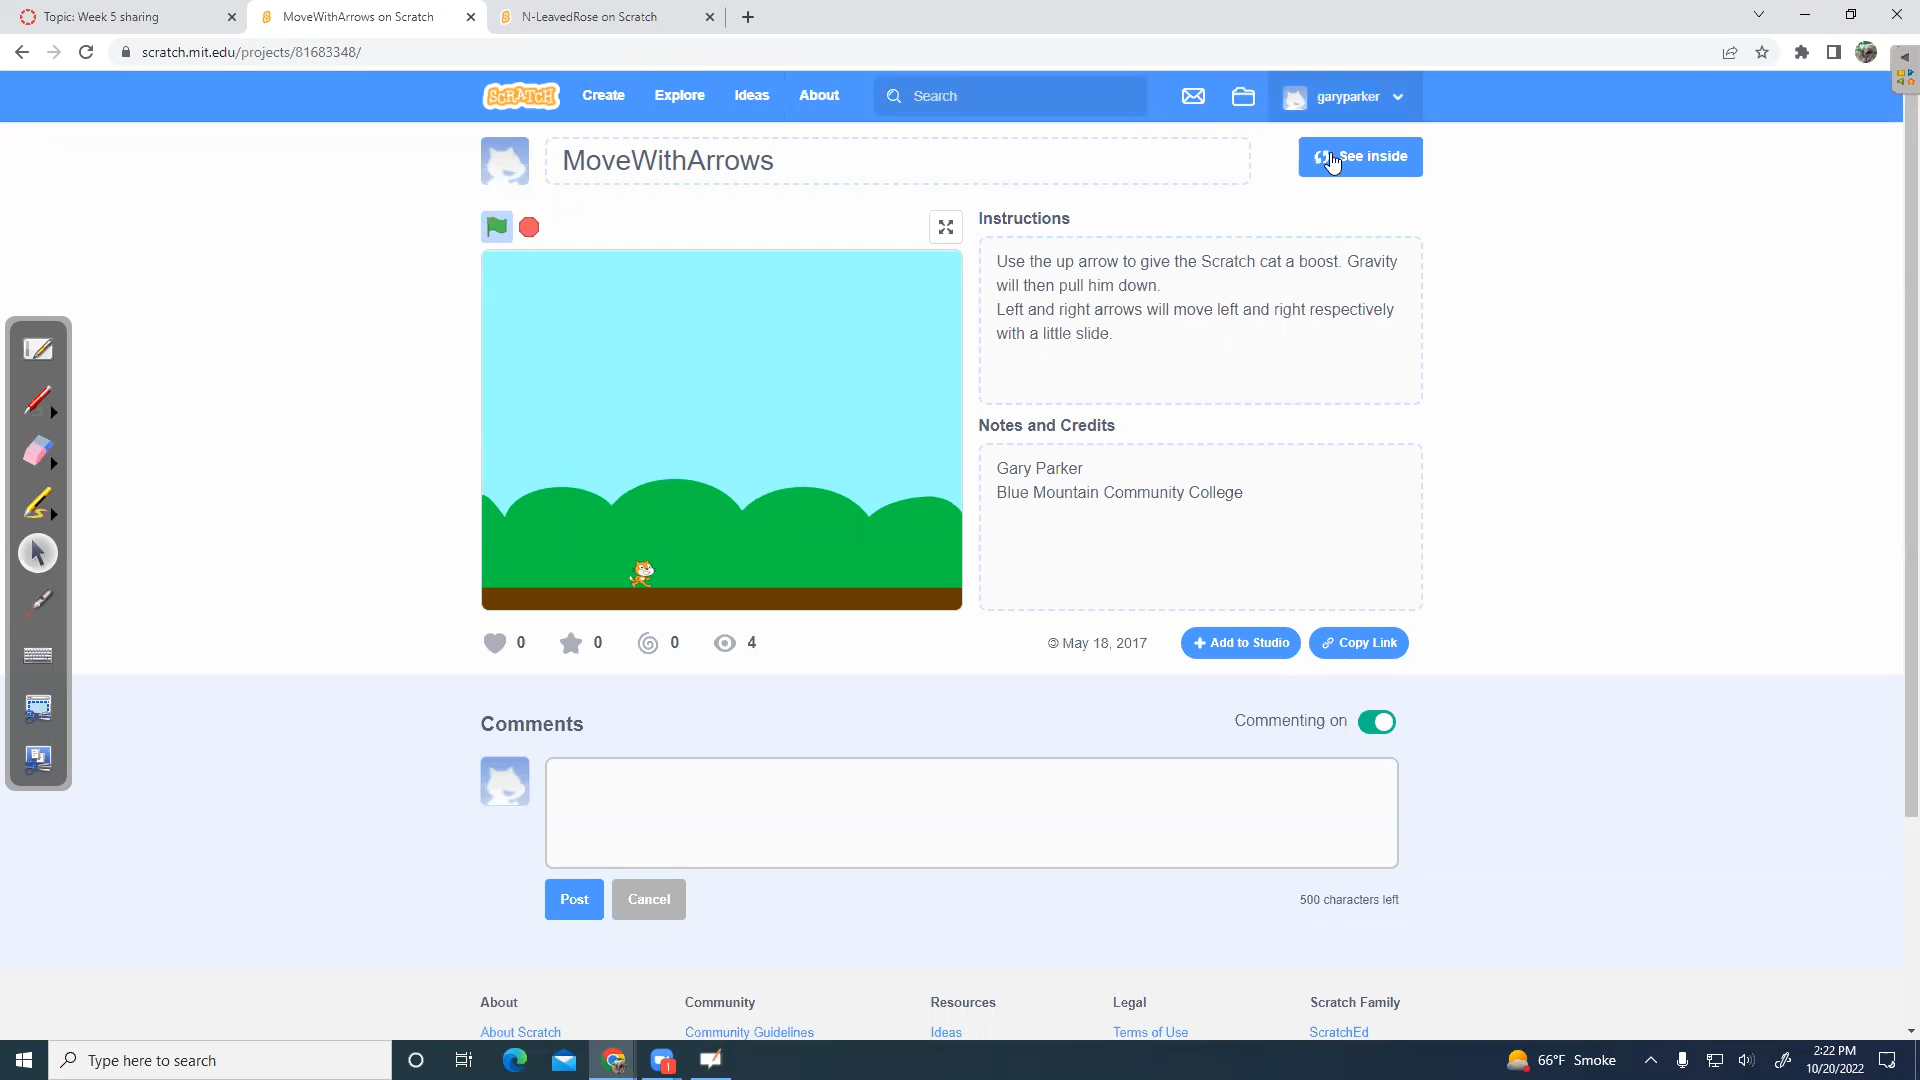 Topic: Week 5 sharing
MoveWithArrows on Scratch
N-LeavedRose on Scratch
scratch.mit.edu/projects/81683348/
SCRATCH
Create
Explore
Ideas
About
Search
garyparker
MoveWithArrows
See inside
Instructions
Use the up arrow to give the Scratch cat a boost. Gravity
will then pull him down.
Left and right arrows will move left and right respectively
with a little slide.
Notes and Credits
Gary Parker
Blue Mountain Community College
0
0
0
4
© May 18, 2017
Add to Studio
Copy Link
Comments
Commenting on
Post
Cancel
500 characters left
About
Community
Resources
Legal
Scratch Family
About Scratch
Community Guidelines
Ideas
Terms of Use
ScratchEd
Type here to search
1
66°F Smoke
2:22 PM
10/20/2022